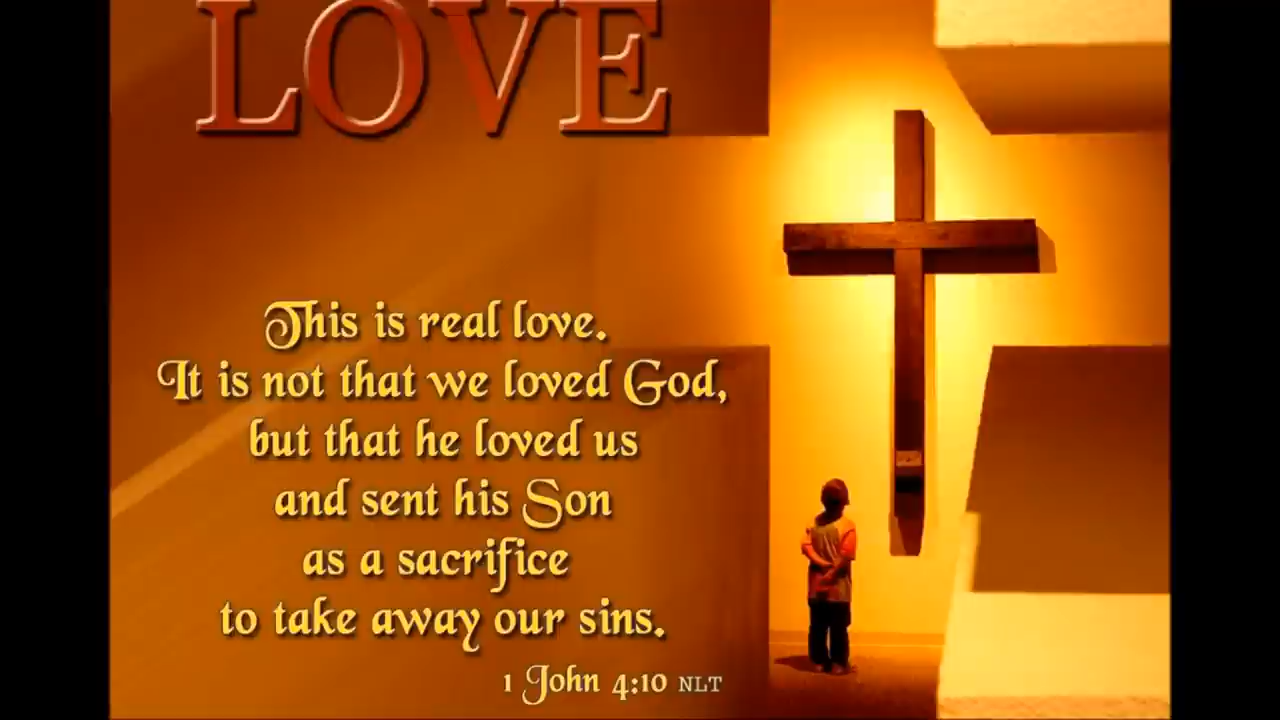 LOVE
This is real love.
It is not that we loved God,
but that he loved us
and sent his Son
as a sacrifice
to take away our sins.
1 John 4:10 NLT